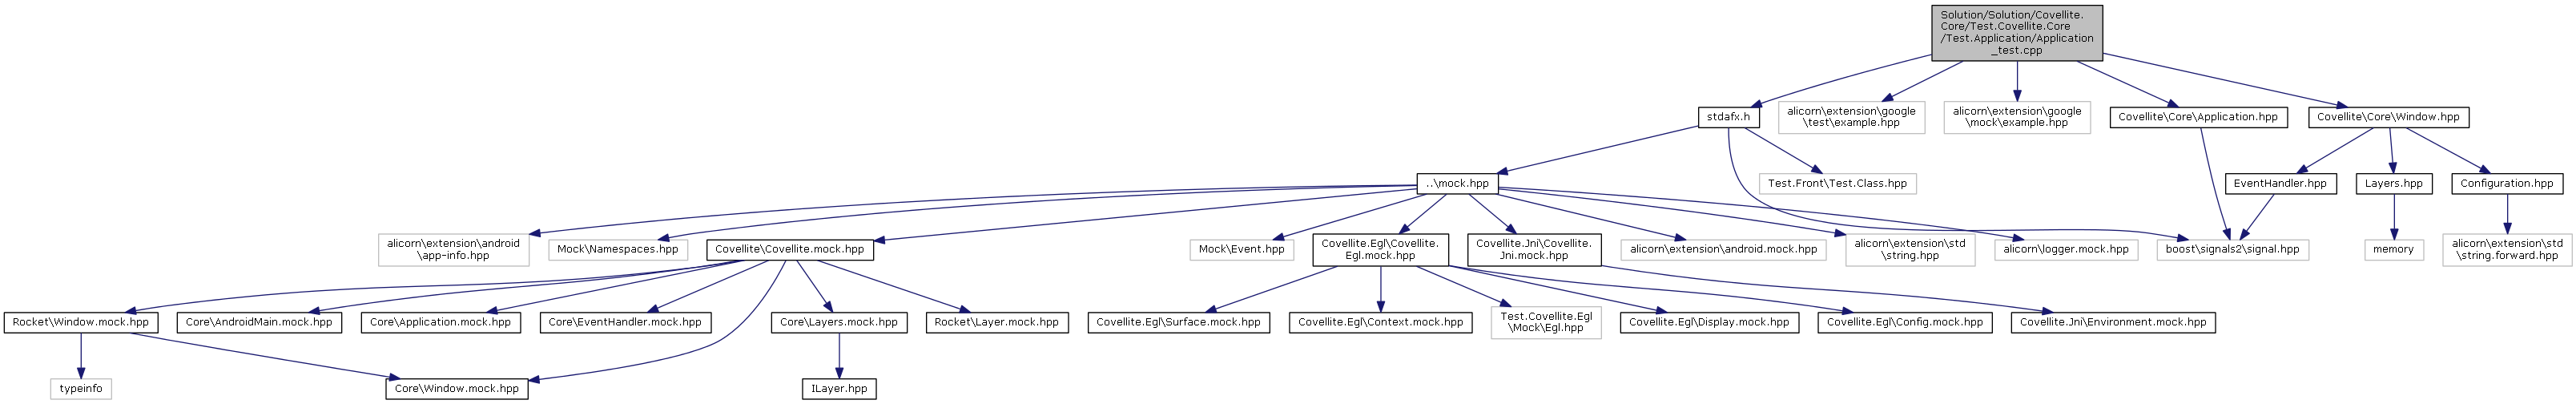 Solution/Solution/Covellite.
Core/Test.Covellite.Core
/Test.Application/Application
_test.cpp
stdafx.h
alicorn\extension\google
\test\example.hpp
alicorn\extension\google
\mock\example.hpp
Covellite\Core\Application.hpp
Covellite\Core\Window.hpp
..\mock.hpp
Test.Front\Test.Class.hpp
EventHandler.hpp
Layers.hpp
Configuration.hpp
alicorn\extension\android
\app-info.hpp
Mock\Namespaces.hpp
Covellite\Covellite.mock.hpp
Mock\Event.hpp
Covellite.Egl\Covellite.
Egl.mock.hpp
Covellite.Jni\Covellite.
Jni.mock.hpp
alicorn\extension\android.mock.hpp
alicorn\extension\std
\string.hpp
alicorn\logger.mock.hpp
boost\signals2\signal.hpp
memory
alicorn\extension\std
\string.forward.hpp
Rocket\Window.mock.hpp
Core\AndroidMain.mock.hpp
Core\Application.mock.hpp
Core\EventHandler.mock.hpp
Core\Layers.mock.hpp
Rocket\Layer.mock.hpp
Covellite.Egl\Surface.mock.hpp
Covellite.Egl\Context.mock.hpp
Test.Covellite.Egl
\Mock\Egl.hpp
Covellite.Egl\Display.mock.hpp
Covellite.Egl\Config.mock.hpp
Covellite.Jni\Environment.mock.hpp
typeinfo
Core\Window.mock.hpp
ILayer.hpp